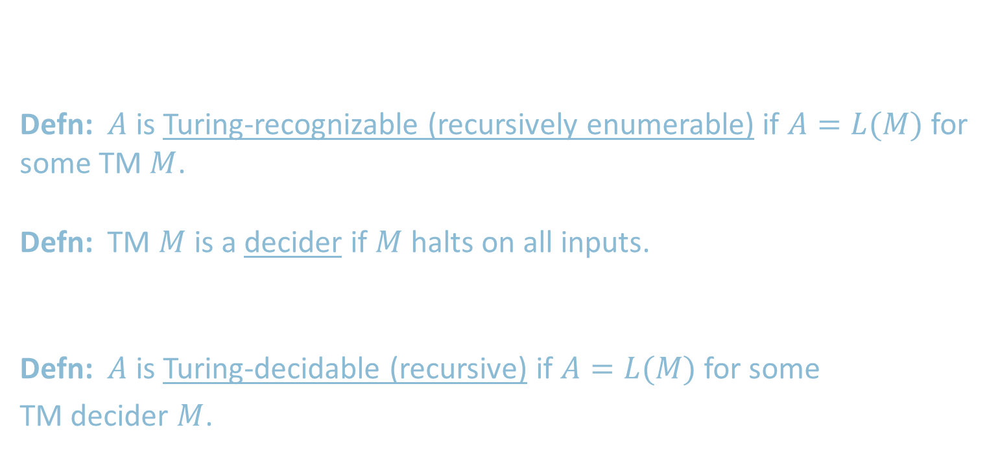 Defn: A is Turing-recognizable (recursively enumerable) if A = L(M) for
some TM M.
Defn: TM M is a decider if M halts on all inputs.
Defn: A is Turing-decidable (recursive) if A = L(M) for some
TM decider M.